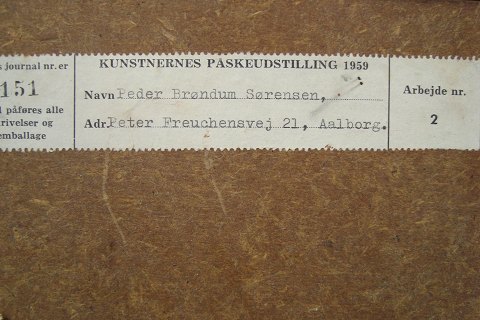 s journal nr. er
151
l påføres alle
rivelser og
emballage
KUNSTNERNES PÅSKEUDSTILLING 1959
Navn Peder Brøndum Sørensen,
Adr. Peter Freuchensvej 21, Aalborg.
Arbejde nr.
2